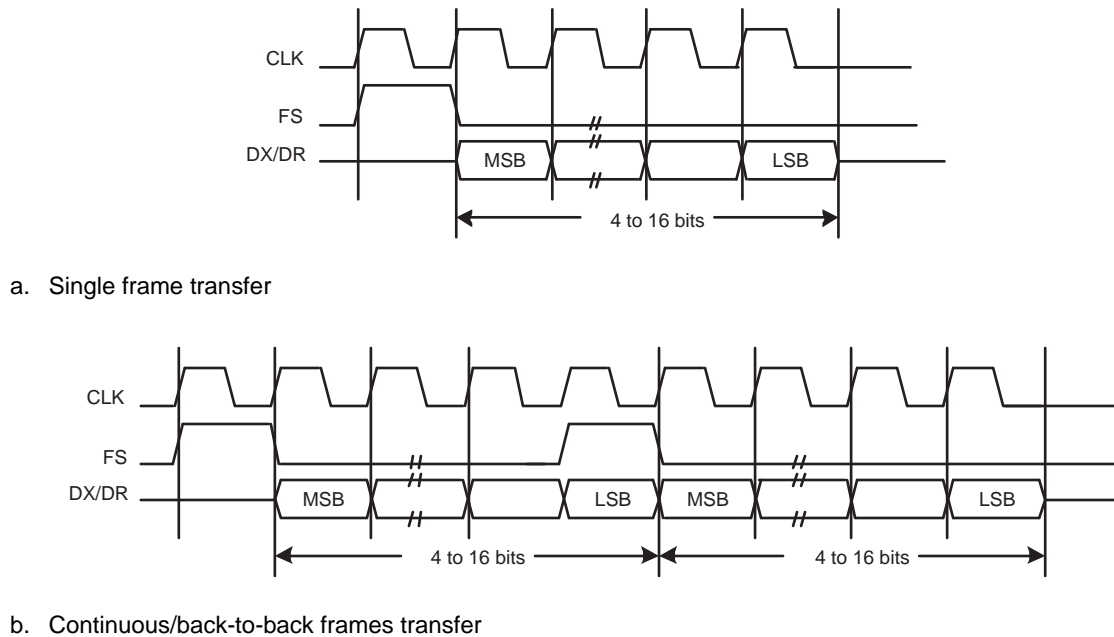 CLK
FS
DX/DR
MSB
LSB
4 to 16 bits
a. Single frame transfer
CLK
FS
DX/DR
MSB
LSB
MSB
LSB
4 to 16 bits
4 to 16 bits
b. Continuous/back-to-back frames transfer